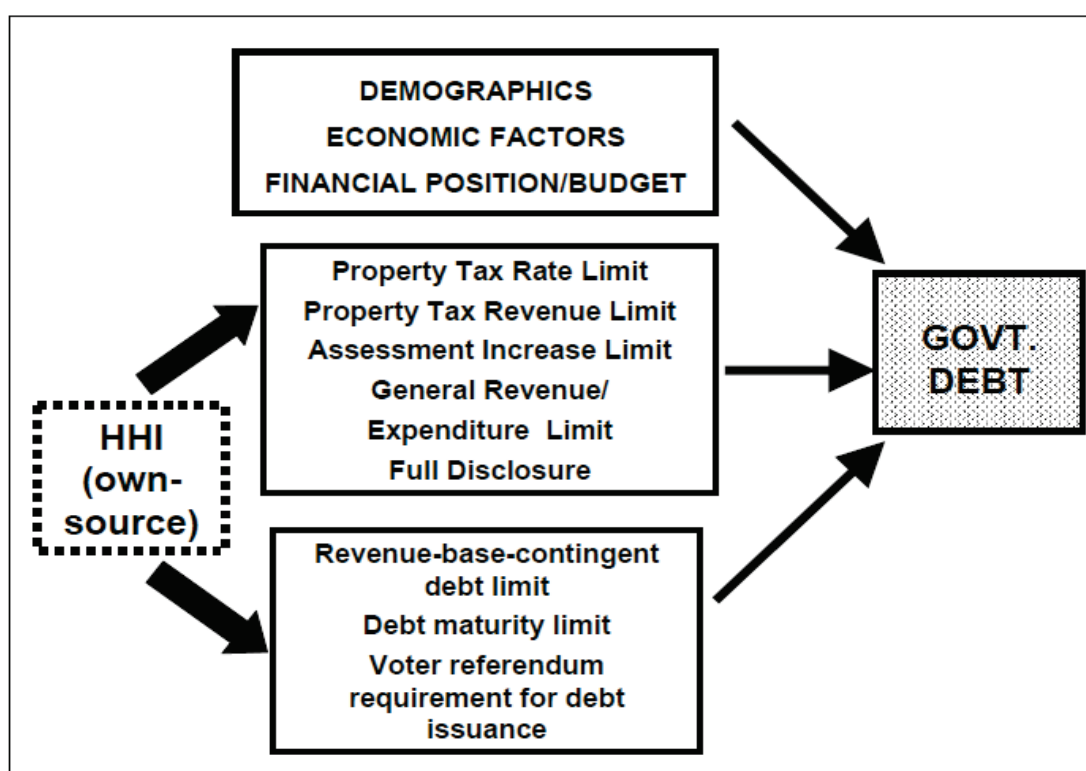 DEMOGRAPHICS
ECONOMIC FACTORS
FINANCIAL POSITION/BUDGET
Property Tax Rate Limit
Property Tax Revenue Limit
Assessment Increase Limit
General Revenue/
Expenditure Limit
Full Disclosure
GOVT.
DEBT
HHI
(own-
source)
Revenue-base-contingent
debt limit
Debt maturity limit
Voter referendum
requirement for debt
issuance